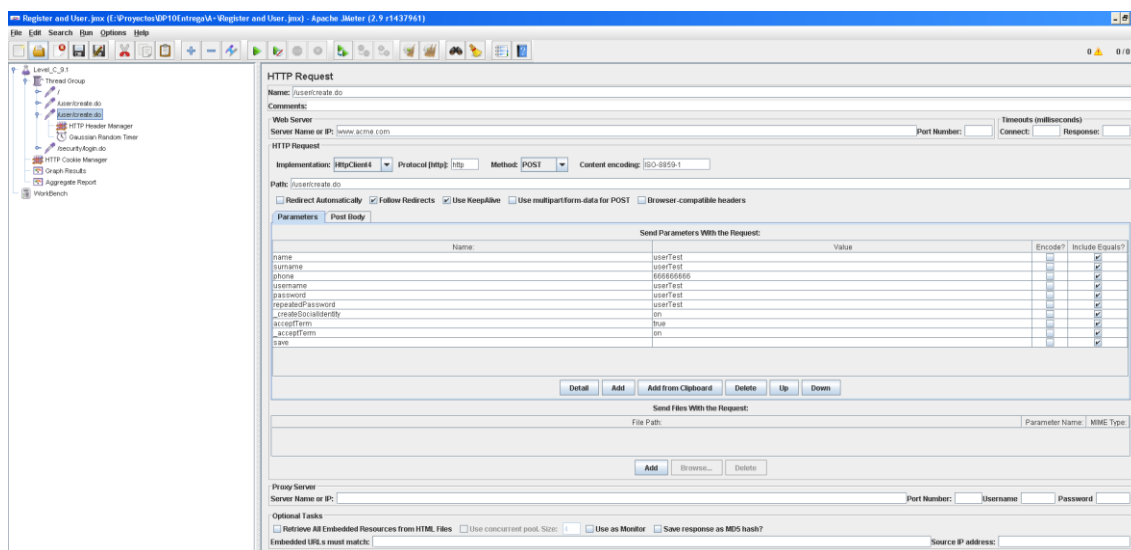 Register and User.jmx (E:\Proyectos\DP10Entrega\A+\Register and User.jmx) - Apache JMeter (2.9 r1437961)
File Edit Search Run Options Help
0 0 / 0
Level_C_9.1
Thread Group
/
/user/create.do
/user/create.do
HTTP Header Manager
Gaussian Random Timer
/security/login.do
HTTP Cookie Manager
Graph Results
Aggregate Report
WorkBench
HTTP Request
Name: /user/create.do
Comments:
Web Server
Server Name or IP: www.acme.com Port Number:
Timeouts (milliseconds)
Connect: Response:
HTTP Request
Implementation: HttpClient4 Protocol [http]: http Method: POST Content encoding: ISO-8859-1
Path: /user/create.do
Redirect Automatically Follow Redirects Use KeepAlive Use multipart/form-data for POST Browser-compatible headers
Parameters Post Body
Send Parameters With the Request:
Name: Value Encode? Include Equals?
name userTest
surname userTest
phone 666666666
username userTest
password userTest
repeatedPassword userTest
_createSocialIdentity on
acceptTerm true
_acceptTerm on
save
Detail Add Add from Clipboard Delete Up Down
Send Files With the Request:
File Path: Parameter Name: MIME Type:
Add Browse... Delete
Proxy Server
Server Name or IP: Port Number: Username Password
Optional Tasks
Retrieve All Embedded Resources from HTML Files Use concurrent pool. Size: 4 Use as Monitor Save response as MD5 hash?
Embedded URLs must match: Source IP address: